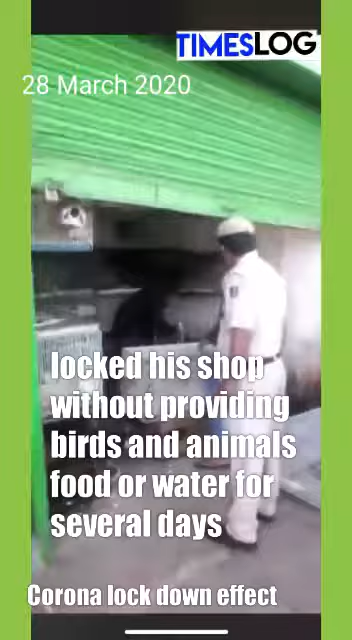 TIMESLOG
28 March 2020
locked his shop
without providing
birds and animals
food or water for
several days
Corona lock down effect